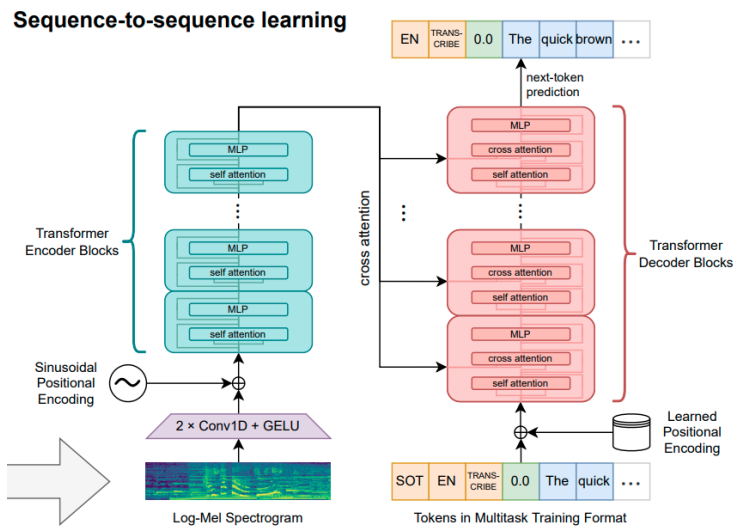 Sequence-to-sequence learning
EN TRANS-CRIBE 0.0 The quick brown ...
next-token
prediction
MLP
self attention
...
MLP
self attention
MLP
self attention
Transformer
Encoder Blocks
cross attention
...
MLP
cross attention
self attention
...
MLP
cross attention
self attention
MLP
cross attention
self attention
Transformer
Decoder Blocks
Sinusoidal
Positional
Encoding
2 × Conv1D + GELU
Learned
Positional
Encoding
SOT EN TRANS-CRIBE 0.0 The quick ...
Log-Mel Spectrogram
Tokens in Multitask Training Format